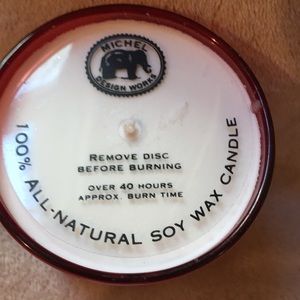 MICHEL
DESIGN WORKS
REMOVE DISC
BEFORE BURNING
OVER 40 HOURS
APPROX. BURN TIME
100% ALL-NATURAL SOY WAX CANDLE